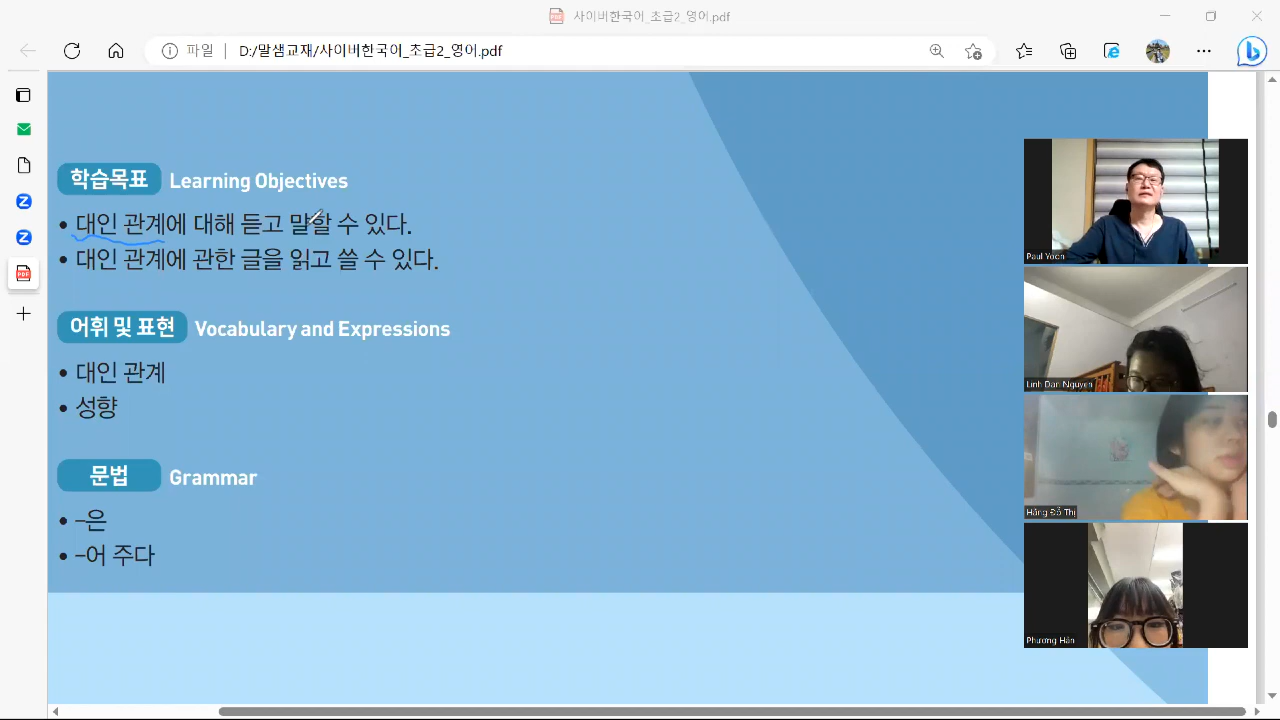 사이버한국어_초급2_영어.pdf
파일 D:/말샘교재/사이버한국어_초급2_영어.pdf
학습목표 Learning Objectives
• 대인 관계에 대해 듣고 말할 수 있다.
• 대인 관계에 관한 글을 읽고 쓸 수 있다.
어휘 및 표현 Vocabulary and Expressions
• 대인 관계
• 성향
문법 Grammar
• –은
• –어 주다
Paul Yoon
Linh Dan Nguyen
Hằng Đỗ Thị
Phương Hân